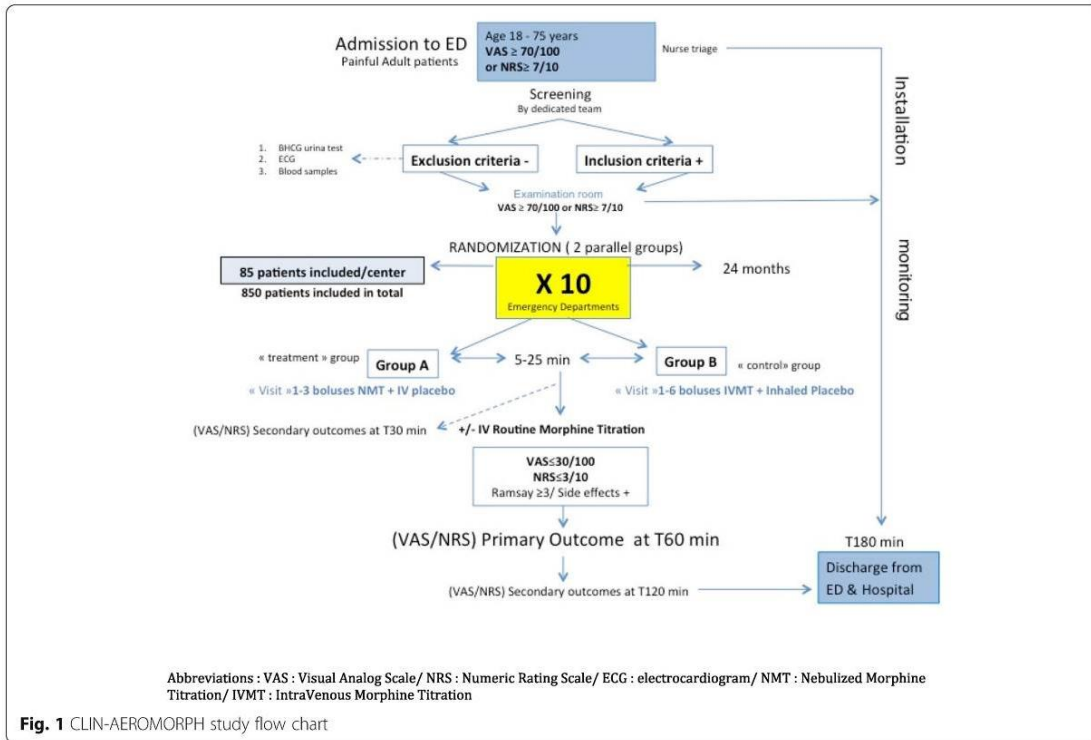 Admission to ED
Painful Adult patients
Age 18 - 75 years
VAS ≥ 70/100
or NRS≥ 7/10
Nurse triage
Installation
monitoring
Screening
By dedicated team
1. BHCG urina test
2. ECG
3. Blood samples
Exclusion criteria -
Inclusion criteria +
Examination room
VAS ≥ 70/100 or NRS≥ 7/10
RANDOMIZATION ( 2 parallel groups)
85 patients included/center
850 patients included in total
X 10
Emergency Departments
24 months
« treatment » group
Group A
5-25 min
Group B
« control» group
« Visit »1-3 boluses NMT + IV placebo
« Visit »1-6 boluses IVMT + Inhaled Placebo
(VAS/NRS) Secondary outcomes at T30 min
+/- IV Routine Morphine Titration
VAS≤30/100
NRS≤3/10
Ramsay ≥3/ Side effects +
(VAS/NRS) Primary Outcome at T60 min
(VAS/NRS) Secondary outcomes at T120 min
T180 min
Discharge from
ED & Hospital
Abbreviations : VAS : Visual Analog Scale/ NRS : Numeric Rating Scale/ ECG : electrocardiogram/ NMT : Nebulized Morphine
Titration/ IVMT : IntraVenous Morphine Titration
Fig. 1 CLIN-AEROMORPH study flow chart